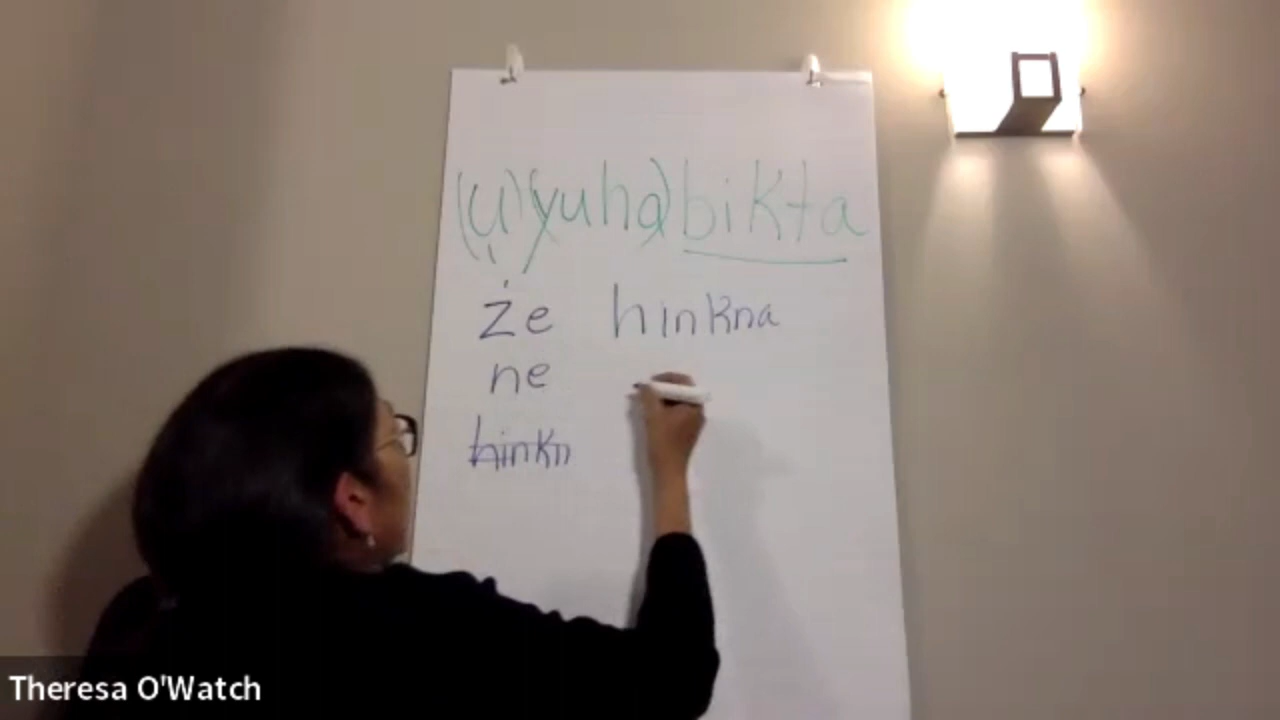 (ų)(yuha)bikta
że hinkna
ne
hinkn
Theresa O'Watch